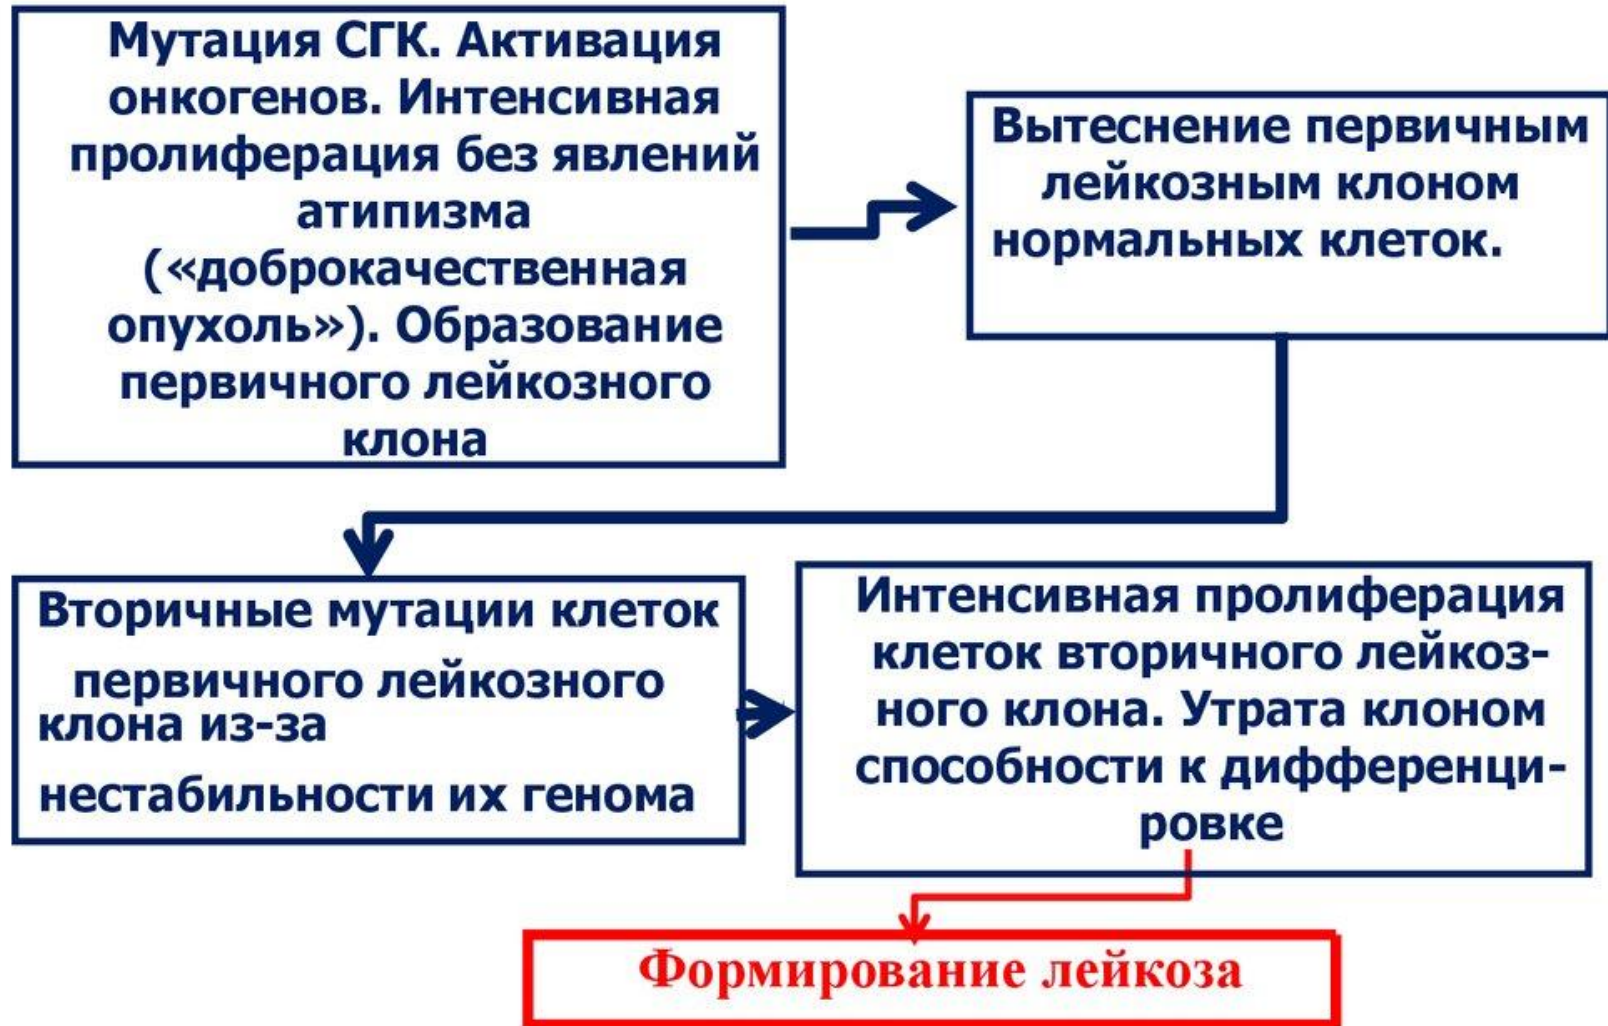 Мутация СГК. Активация
онкогенов. Интенсивная
пролиферация без явлений
атипизма
(«доброкачественная
опухоль»). Образование
первичного лейкозного
клона
Вытеснение первичным
лейкозным клоном
нормальных клеток.
Вторичные мутации клеток
первичного лейкозного
клона из-за
нестабильности их генома
Интенсивная пролиферация
клеток вторичного лейкоз-
ного клона. Утрата клоном
способности к дифференци-
ровке
Формирование лейкоза